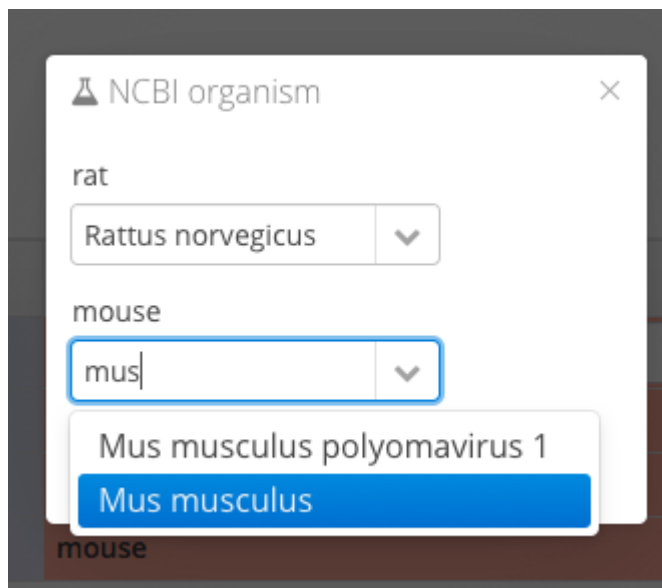 NCBI organism
rat
Rattus norvegicus
mouse
mus
Mus musculus polyomavirus 1
Mus musculus
mouse